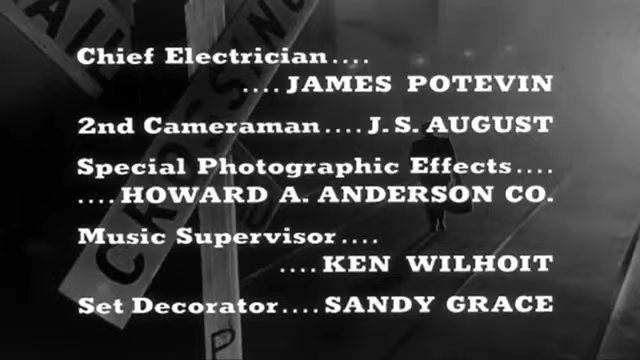 Chief Electrician....
....JAMES POTEVIN
2nd Cameraman....J. S. AUGUST
Special Photographic Effects....
....HOWARD A. ANDERSON CO.
Music Supervisor....
....KEN WILHOIT
Set Decorator....SANDY GRACE
CROSSING